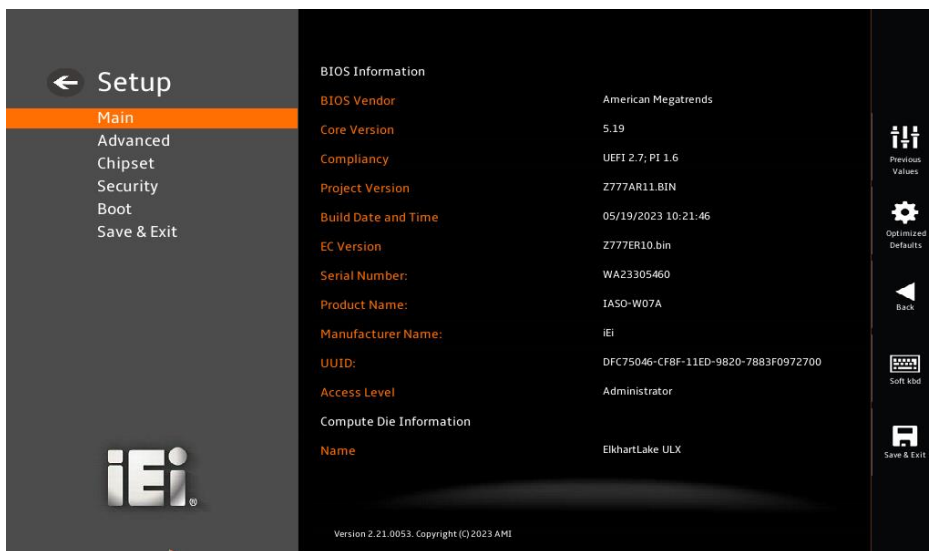 Setup
Main
Advanced
Chipset
Security
Boot
Save & Exit
iEi®
BIOS Information
BIOS Vendor American Megatrends
Core Version 5.19
Compliancy UEFI 2.7; PI 1.6
Project Version Z777AR11.BIN
Build Date and Time 05/19/2023 10:21:46
EC Version Z777ER10.bin
Serial Number: WA23305460
Product Name: IASO-W07A
Manufacturer Name: iEi
UUID: DFC75046-CF8F-11ED-9820-7883F0972700
Access Level Administrator
Compute Die Information
Name ElkhartLake ULX
Version 2.21.0053. Copyright (C) 2023 AMI
Previous
Values
Optimized
Defaults
Back
Soft kbd
Save & Exit